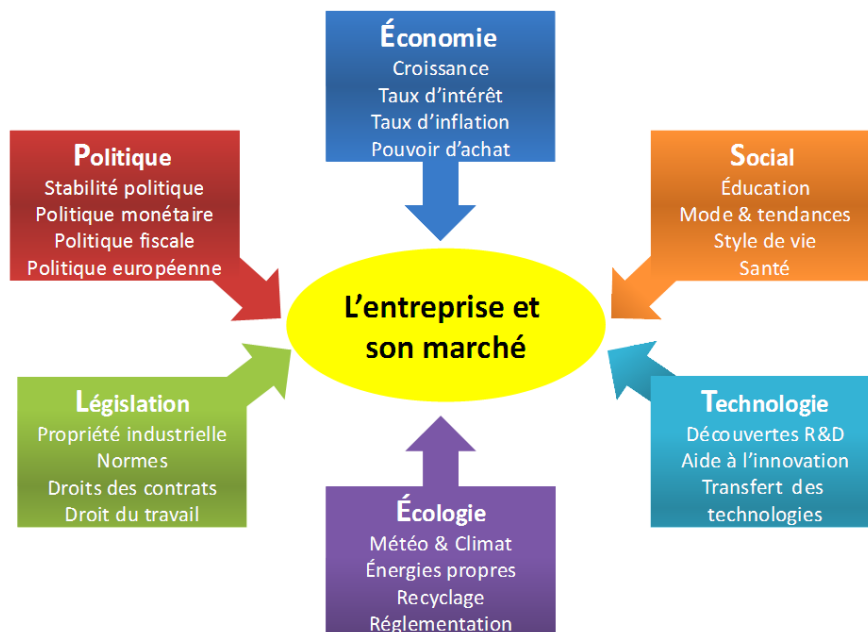 Économie
Croissance
Taux d'intérêt
Taux d'inflation
Pouvoir d'achat
Politique
Stabilité politique
Politique monétaire
Politique fiscale
Politique européenne
Social
Éducation
Mode & tendances
Style de vie
Santé
L'entreprise et
son marché
Législation
Propriété industrielle
Normes
Droits des contrats
Droit du travail
Technologie
Découvertes R&D
Aide à l'innovation
Transfert des
technologies
Écologie
Météo & Climat
Énergies propres
Recyclage
Réglementation